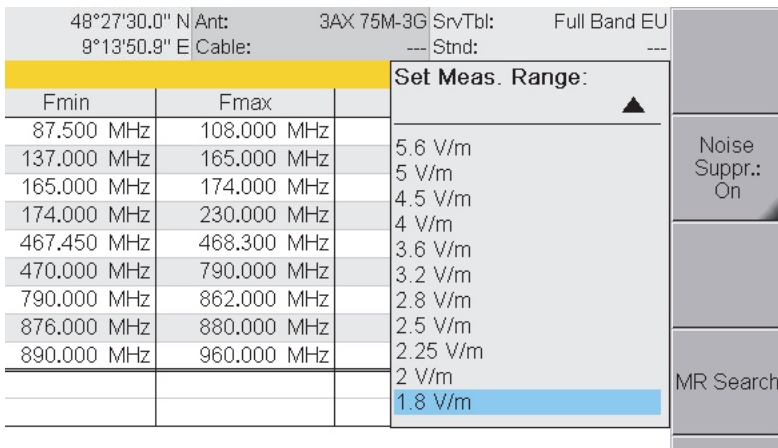 48°27'30.0" N Ant: 3AX 75M-3G SrvTbl: Full Band EU
9°13'50.9" E Cable: --- Stnd: ---
Set Meas. Range:
Fmin Fmax
87.500 MHz 108.000 MHz
137.000 MHz 165.000 MHz
165.000 MHz 174.000 MHz
174.000 MHz 230.000 MHz
467.450 MHz 468.300 MHz
470.000 MHz 790.000 MHz
790.000 MHz 862.000 MHz
876.000 MHz 880.000 MHz
890.000 MHz 960.000 MHz
5.6 V/m
5 V/m
4.5 V/m
4 V/m
3.6 V/m
3.2 V/m
2.8 V/m
2.5 V/m
2.25 V/m
2 V/m
1.8 V/m
Noise
Suppr.:
On
MR Search